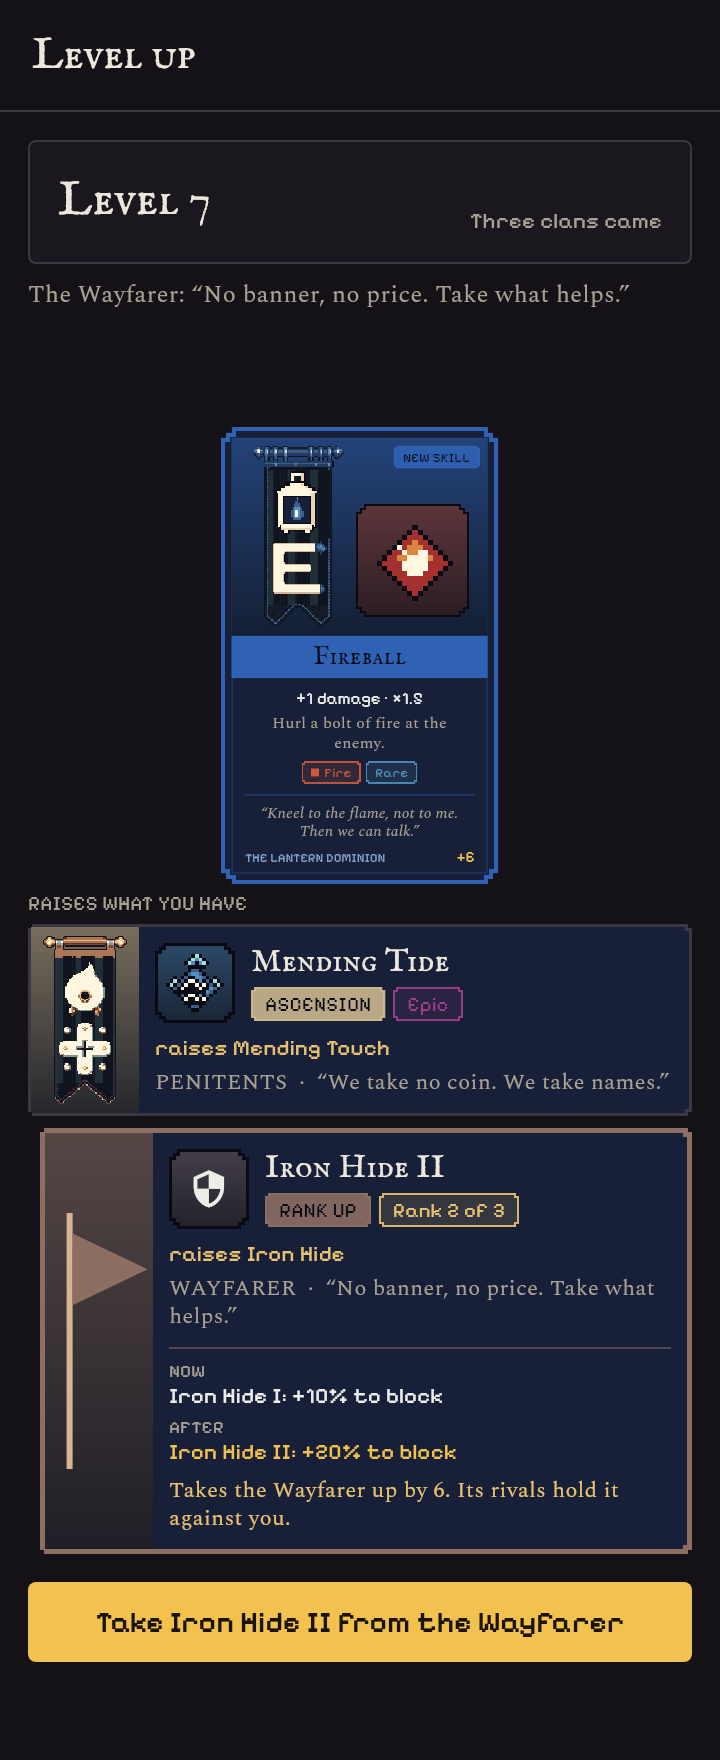 Level up
Level 7
Three clans came
The Wayfarer: “No banner, no price. Take what helps.”
NEW SKILL
E
Fireball
+1 damage · ×1.8
Hurl a bolt of fire at the
enemy.
Fire
Rare
“Kneel to the flame, not to me.
Then we can talk.”
THE LANTERN DOMINION
+6
RAISES WHAT YOU HAVE
Mending Tide
ASCENSION
Epic
raises Mending Touch
PENITENTS · “We take no coin. We take names.”
Iron Hide II
RANK UP
Rank 2 of 3
raises Iron Hide
WAYFARER · “No banner, no price. Take what
helps.”
NOW
Iron Hide I: +10% to block
AFTER
Iron Hide II: +20% to block
Takes the Wayfarer up by 6. Its rivals hold it
against you.
Take Iron Hide II from the Wayfarer